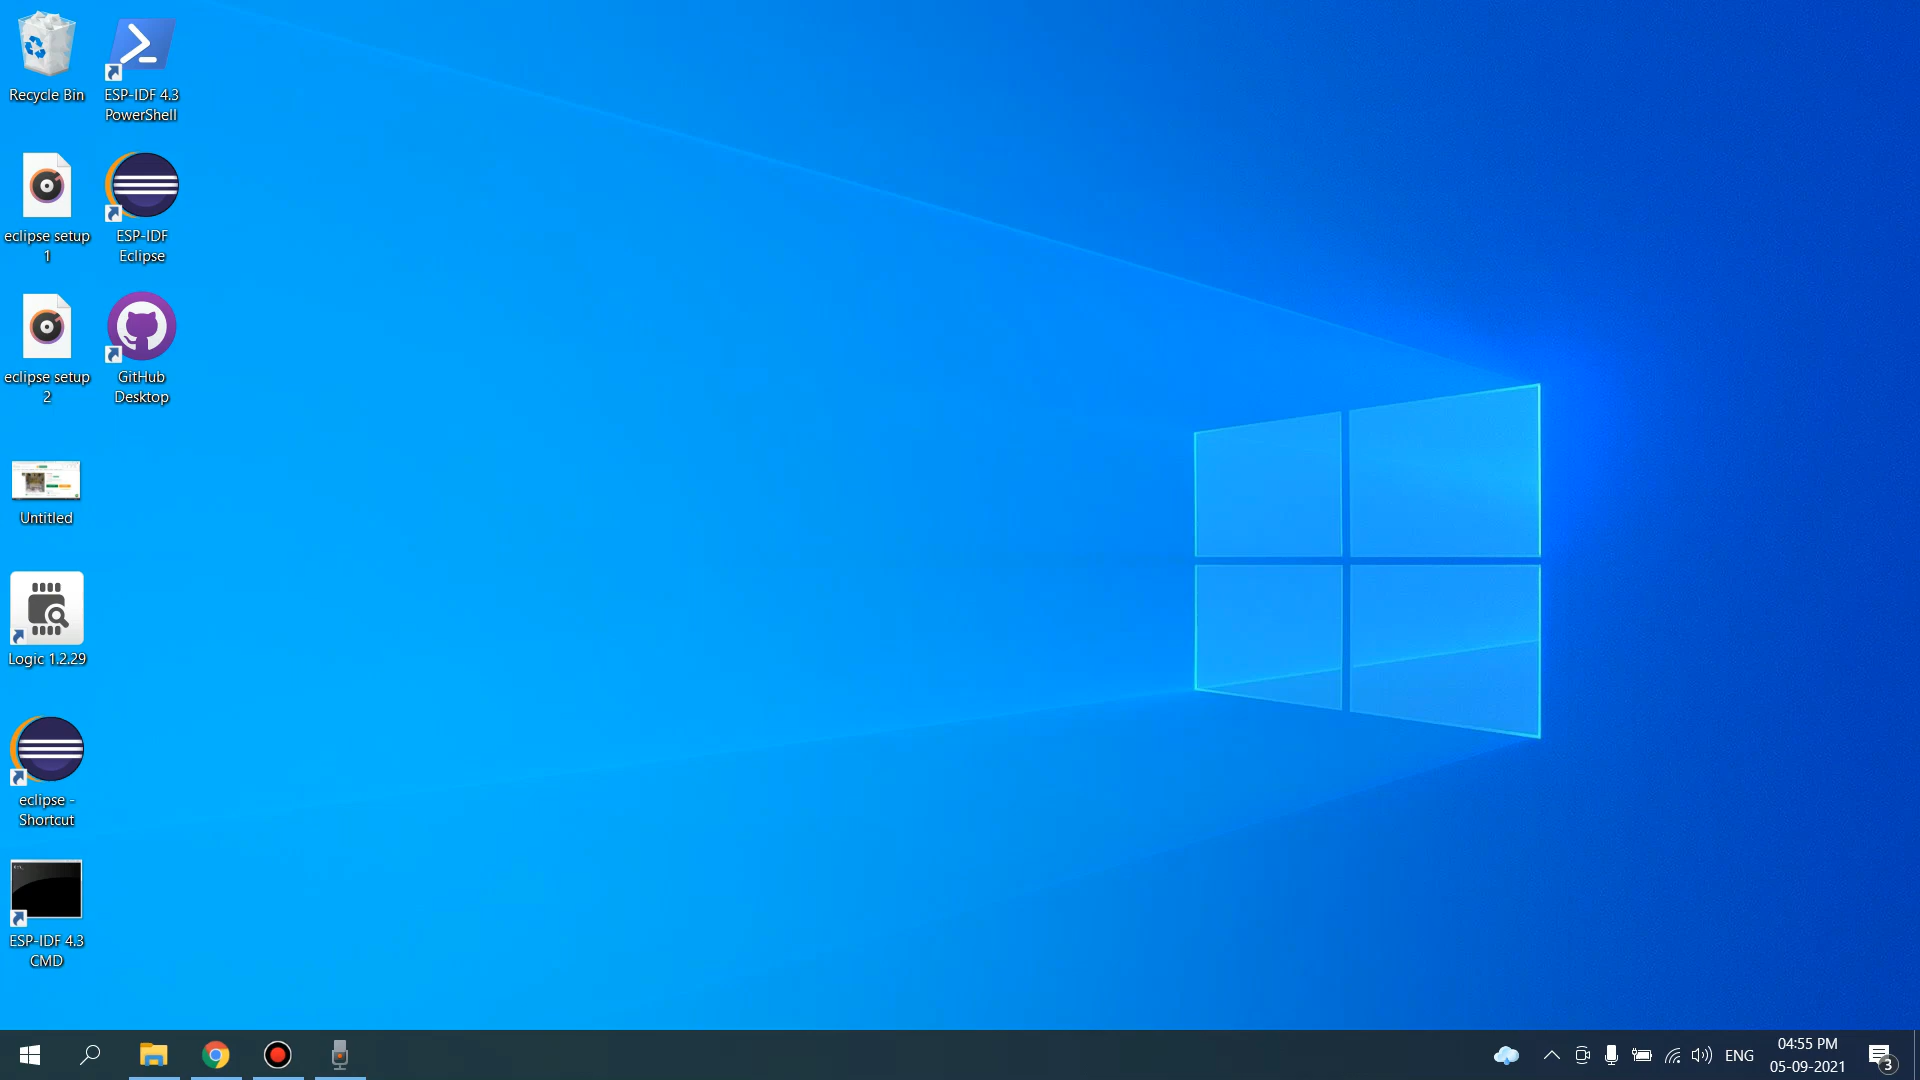 Recycle Bin
ESP-IDF 4.3
PowerShell
eclipse setup
1
ESP-IDF
Eclipse
eclipse setup
2
GitHub
Desktop
Untitled
Logic 1.2.29
eclipse -
Shortcut
ESP-IDF 4.3
CMD
ENG
04:55 PM
05-09-2021
3